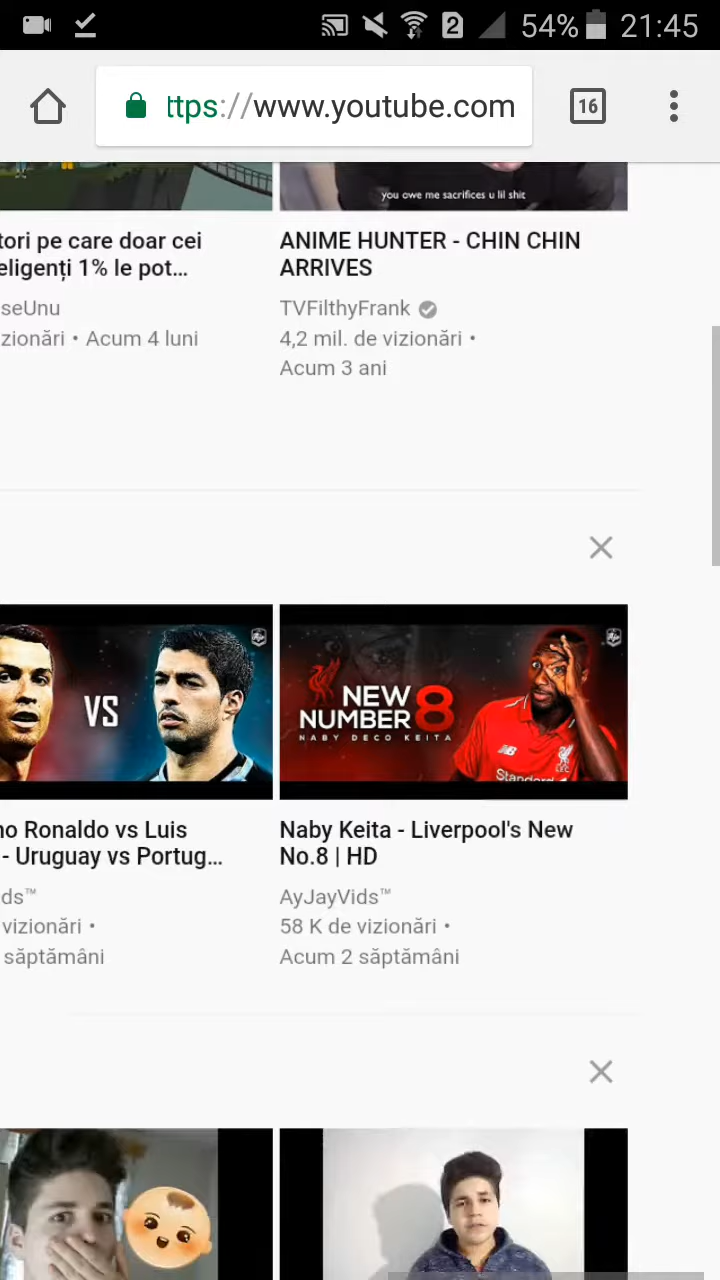 54% 21:45
ttps://www.youtube.com
16
you owe me sacrifices u lil shit
tori pe care doar cei
eligenți 1% le pot...
seUnu
zionări • Acum 4 luni
ANIME HUNTER - CHIN CHIN
ARRIVES
TVFilthyFrank
4,2 mil. de vizionări •
Acum 3 ani
VS
NEW
NUMBER 8
NABY DECO KEITA
Standard
no Ronaldo vs Luis
- Uruguay vs Portug...
ds™
vizionări •
săptămâni
Naby Keita - Liverpool's New
No.8 | HD
AyJayVids™
58 K de vizionări •
Acum 2 săptămâni